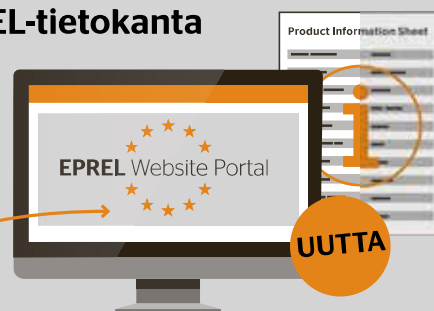 EL-tietokanta
Product Information Sheet
EPREL Website Portal
i
UUTTA